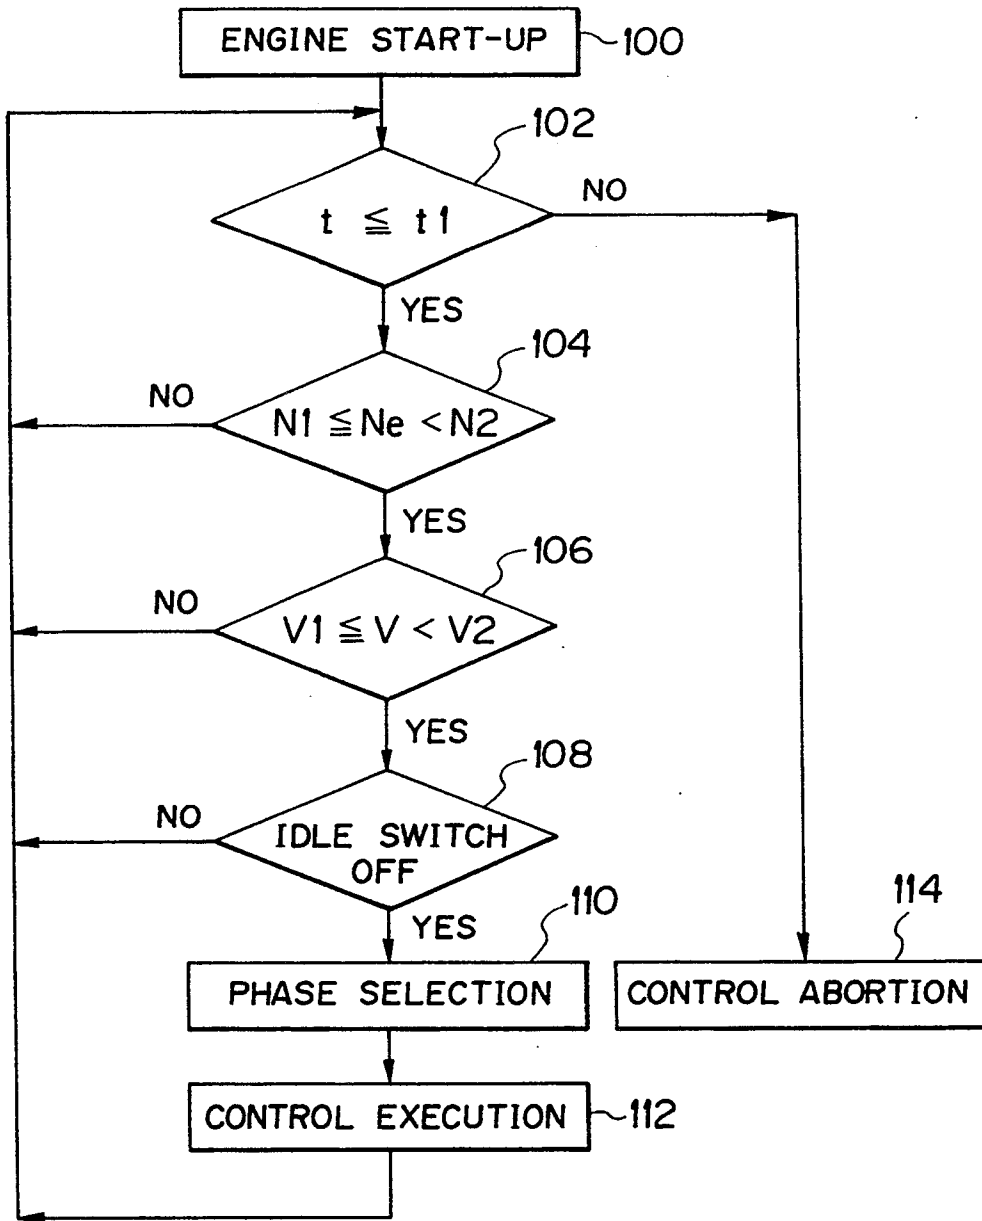 ENGINE START-UP
100
102
t ≦ t1
NO
YES
104
N1 ≦ Ne < N2
NO
YES
106
V1 ≦ V < V2
NO
YES
108
IDLE SWITCH
OFF
NO
YES
110
PHASE SELECTION
114
CONTROL ABORTION
CONTROL EXECUTION
112